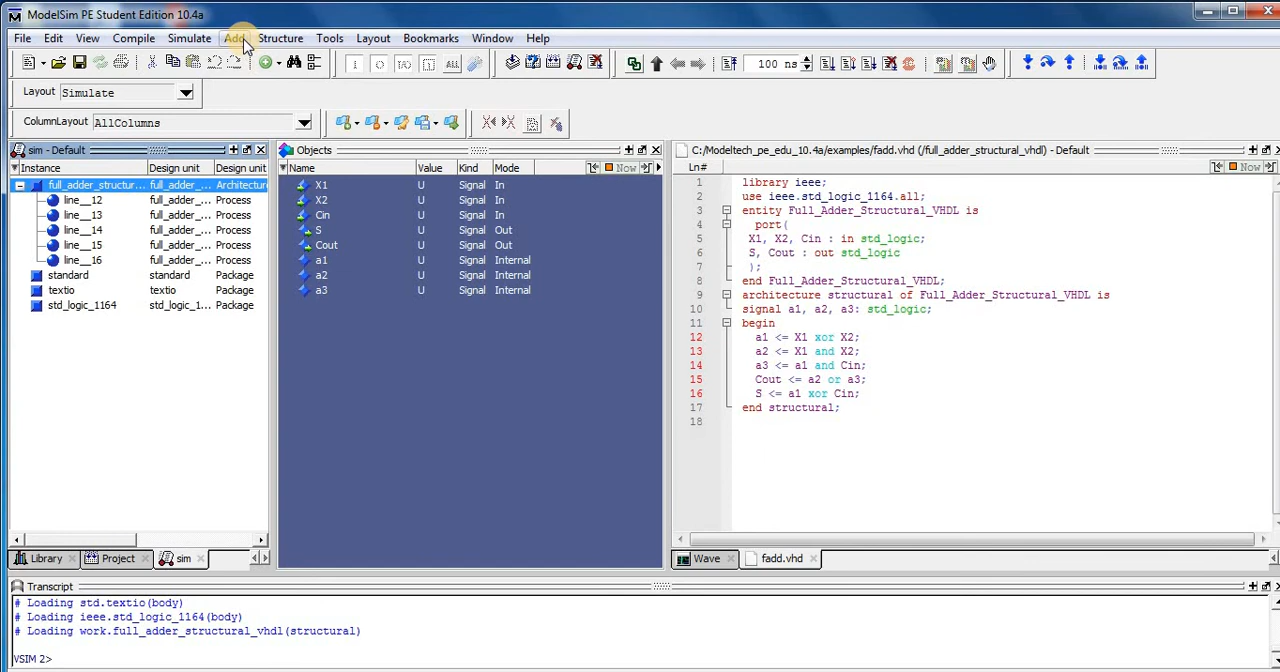 ModelSim PE Student Edition 10.4a
File Edit View Compile Simulate Add Structure Tools Layout Bookmarks Window Help
100 ns
Layout Simulate
ColumnLayout AllColumns
sim - Default
Instance Design unit Design unit
full_adder_structur... full_adder_... Architecture
line__12 full_adder_... Process
line__13 full_adder_... Process
line__14 full_adder_... Process
line__15 full_adder_... Process
line__16 full_adder_... Process
standard standard Package
textio textio Package
std_logic_1164 std_logic_1... Package
Library Project sim
Objects
Name Value Kind Mode Now
X1 U Signal In
X2 U Signal In
Cin U Signal In
S U Signal Out
Cout U Signal Out
a1 U Signal Internal
a2 U Signal Internal
a3 U Signal Internal
C:/Modeltech_pe_edu_10.4a/examples/fadd.vhd (/full_adder_structural_vhdl) - Default
Ln# Now
1 library ieee;
2 use ieee.std_logic_1164.all;
3 entity Full_Adder_Structural_VHDL is
4 port(
5 X1, X2, Cin : in std_logic;
6 S, Cout : out std_logic
7 );
8 end Full_Adder_Structural_VHDL;
9 architecture structural of Full_Adder_Structural_VHDL is
10 signal a1, a2, a3: std_logic;
11 begin
12 a1 <= X1 xor X2;
13 a2 <= X1 and X2;
14 a3 <= a1 and Cin;
15 Cout <= a2 or a3;
16 S <= a1 xor Cin;
17 end structural;
18
Wave fadd.vhd
Transcript
# Loading std.textio(body)
# Loading ieee.std_logic_1164(body)
# Loading work.full_adder_structural_vhdl(structural)
VSIM 2>